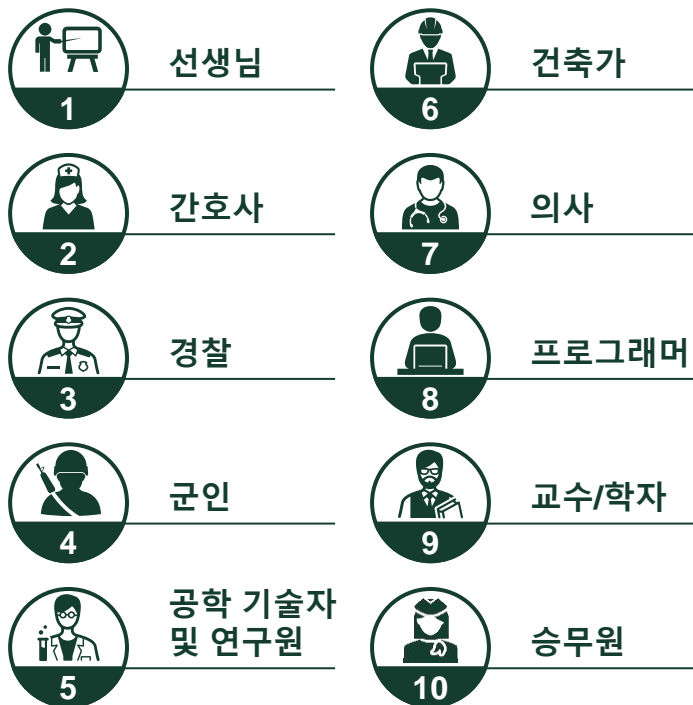 선생님
1
간호사
2
경찰
3
군인
4
공학 기술자
및 연구원
5
건축가
6
의사
7
프로그래머
8
교수/학자
9
승무원
10